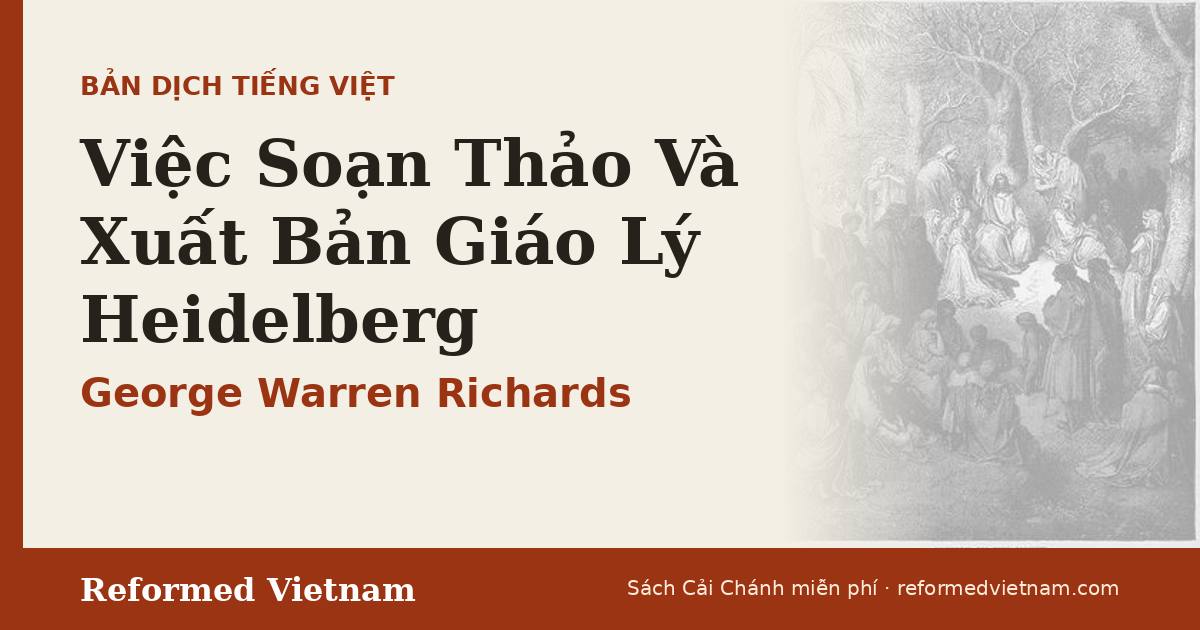 BẢN DỊCH TIẾNG VIỆT
Việc Soạn Thảo Và
Xuất Bản Giáo Lý
Heidelberg
George Warren Richards
Reformed Vietnam
Sách Cải Chánh miễn phí · reformedvietnam.com